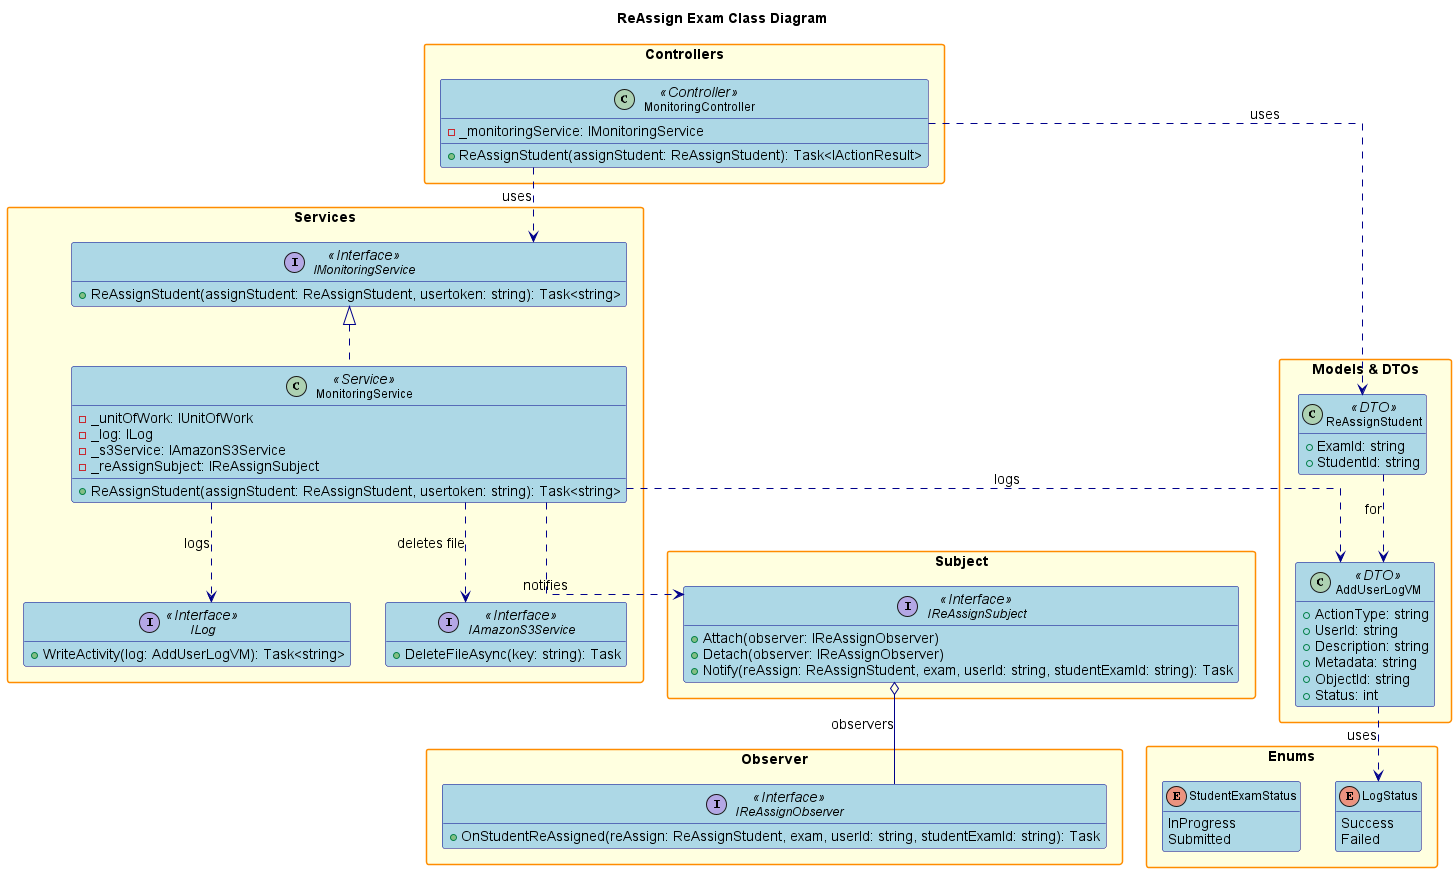 ReAssign Exam Class Diagram
Controllers
C
«Controller»
MonitoringController
_monitoringService: IMonitoringService
ReAssignStudent(assignStudent: ReAssignStudent): Task<IActionResult>
uses
uses
Services
I
«Interface»
IMonitoringService
ReAssignStudent(assignStudent: ReAssignStudent, usertoken: string): Task<string>
C
«Service»
MonitoringService
_unitOfWork: IUnitOfWork
_log: ILog
_s3Service: IAmazonS3Service
_reAssignSubject: IReAssignSubject
ReAssignStudent(assignStudent: ReAssignStudent, usertoken: string): Task<string>
logs
deletes file
notifies
logs
I
«Interface»
ILog
WriteActivity(log: AddUserLogVM): Task<string>
I
«Interface»
IAmazonS3Service
DeleteFileAsync(key: string): Task
Models & DTOs
C
«DTO»
ReAssignStudent
ExamId: string
StudentId: string
for
C
«DTO»
AddUserLogVM
ActionType: string
UserId: string
Description: string
Metadata: string
ObjectId: string
Status: int
uses
Subject
I
«Interface»
IReAssignSubject
Attach(observer: IReAssignObserver)
Detach(observer: IReAssignObserver)
Notify(reAssign: ReAssignStudent, exam, userId: string, studentExamId: string): Task
observers
Observer
I
«Interface»
IReAssignObserver
OnStudentReAssigned(reAssign: ReAssignStudent, exam, userId: string, studentExamId: string): Task
Enums
E
StudentExamStatus
InProgress
Submitted
E
LogStatus
Success
Failed